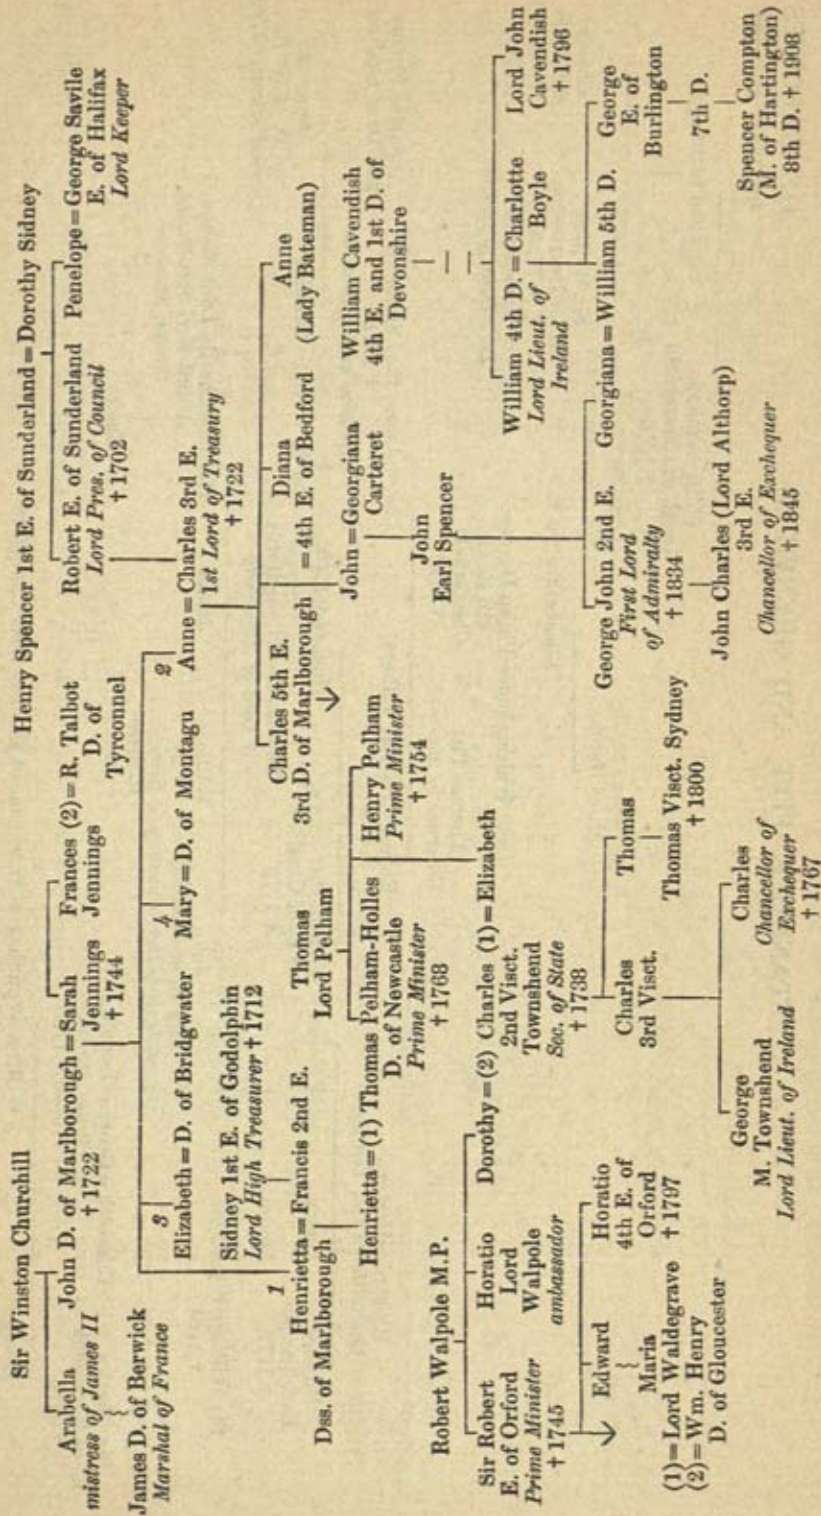 Sir Winston Churchill
Henry Spencer 1st E. of Sunderland = Dorothy Sidney
Arabella
mistress of James II
John D. of Marlborough = Sarah
† 1722
Jennings
† 1744
Frances (2) = R. Talbot
Jennings
D. of
Tyrconnel
Robert E. of Sunderland
Lord Pres. of Council
† 1702
Penelope = George Savile
E. of Halifax
Lord Keeper
James D. of Berwick
Marshal of France
3
Elizabeth = D. of Bridgwater
4
Mary = D. of Montagu
2
Anne = Charles 3rd E.
1st Lord of Treasury
† 1722
Sidney 1st E. of Godolphin
Lord High Treasurer † 1712
1
Henrietta = Francis 2nd E.
Dss. of Marlborough
Charles 5th E.
3rd D. of Marlborough
Diana
= 4th E. of Bedford
Anne
(Lady Bateman)
Thomas
Lord Pelham
John = Georgiana
Carteret
William Cavendish
4th E. and 1st D. of
Devonshire
Henrietta = (1) Thomas Pelham-Holles
D. of Newcastle
Prime Minister
† 1768
Henry Pelham
Prime Minister
† 1754
John
Earl Spencer
Robert Walpole M.P.
William 4th D. = Charlotte
Lord Lieut. of
Ireland
Boyle
Lord John
Cavendish
† 1796
Sir Robert
E. of Orford
Prime Minister
† 1745
Horatio
Lord
Walpole
ambassador
Dorothy = (2) Charles (1) = Elizabeth
2nd Visct.
Townshend
Sec. of State
† 1738
George John 2nd E.
First Lord
of Admiralty
† 1834
Georgiana = William 5th D.
George
E. of
Burlington
Edward
Maria
(1) = Lord Waldegrave
(2) = Wm. Henry
D. of Gloucester
Horatio
4th E. of
Orford
† 1797
Charles
3rd Visct.
Thomas
Thomas Visct. Sydney
† 1800
John Charles (Lord Althorp)
3rd E.
Chancellor of Exchequer
† 1845
7th D.
Spencer Compton
(M. of Hartington)
8th D. † 1908
George
M. Townshend
Lord Lieut. of Ireland
Charles
Chancellor of
Exchequer
† 1767